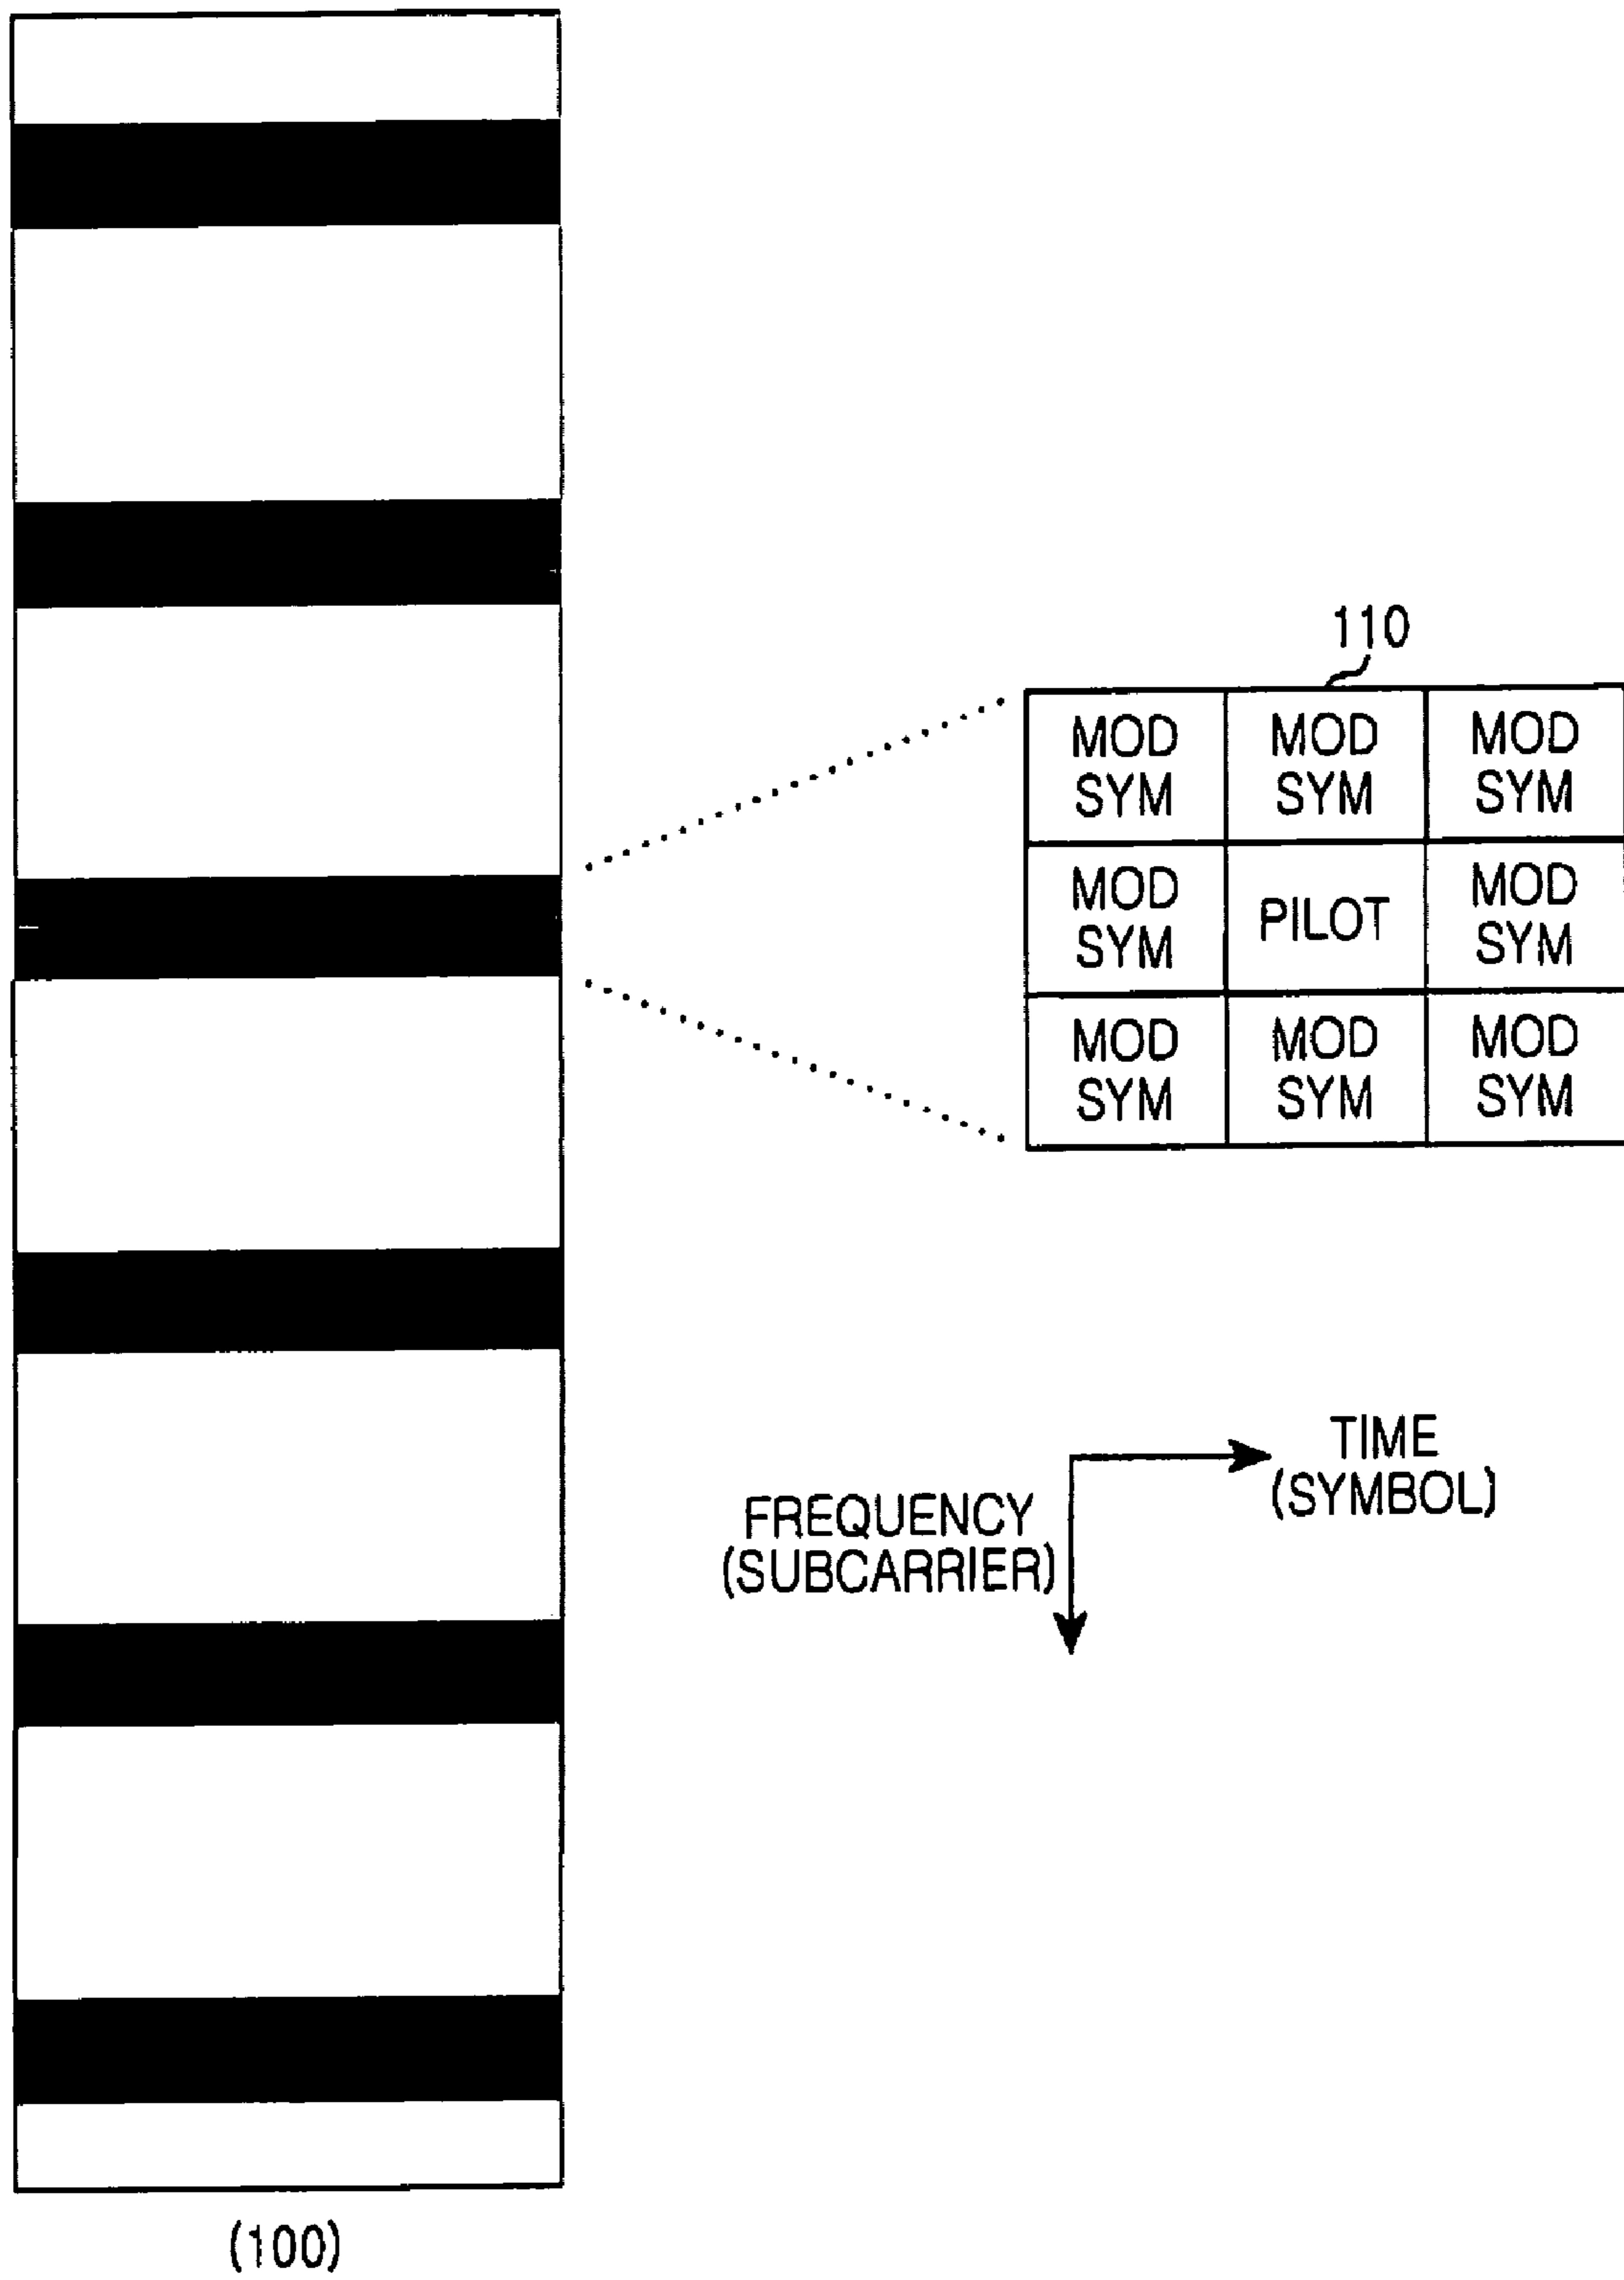 110
MOD MOD MOD
SYM SYM SYM
MOD PILOT MOD
SYM SYM
MOD MOD MOD
SYM SYM SYM
TIME
(SYMBOL)
FREQUENCY
(SUBCARRIER)
(100)